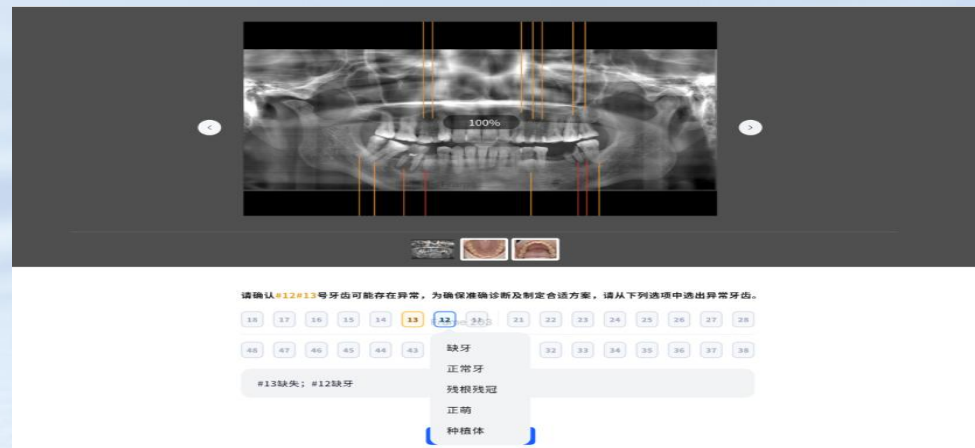 100%
请确认#12#13号牙齿可能存在异常，为确保准确诊断及制定合适方案，请从下列选项中选出异常牙齿。
18 17 16 15 14 13 12 11 21 22 23 24 25 26 27 28
48 47 46 45 44 43 32 33 34 35 36 37 38
缺牙
正常牙
#13缺失；#12缺牙
残根残冠
正萌
种植体